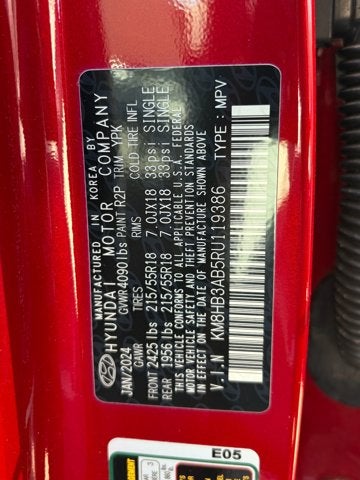 MANUFACTURED IN KOREA BY
HYUNDAI MOTOR COMPANY
GVWR 4090lbs PAINT R2P TRIM YPK
JAN/2024 GAWR TIRES RIMS COLD TIRE INFL
FRONT 2425 lbs 215/55R18 7.0JX18 33psi SINGLE
REAR 1956 lbs 215/55R18 7.0JX18 33psi SINGLE
THIS VEHICLE CONFORMS TO ALL APPLICABLE U.S.A. FEDERAL
MOTOR VEHICLE SAFETY, BUMPER, AND THEFT PREVENTION STANDARDS
IN EFFECT ON THE DATE OF MANUFACTURE SHOWN ABOVE.
V.I.N KM8HB3AB5RU119386 TYPE : MPV
E05